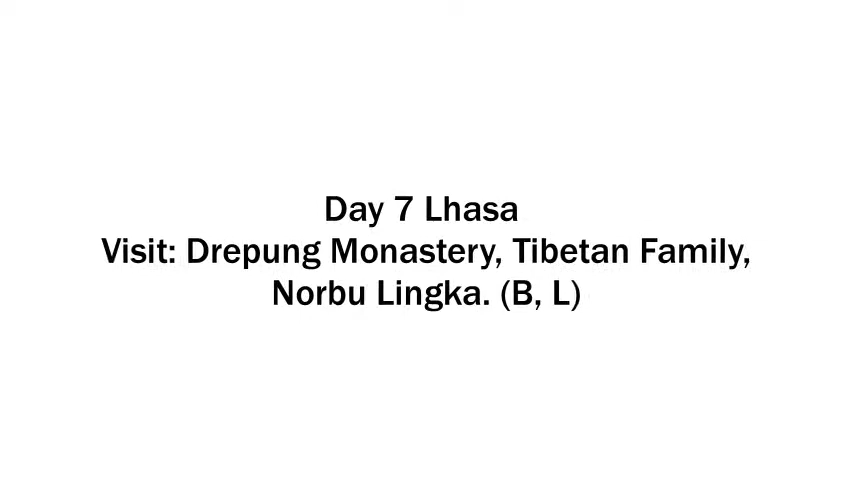 Day 7 Lhasa
Visit: Drepung Monastery, Tibetan Family,
Norbu Lingka. (B, L)